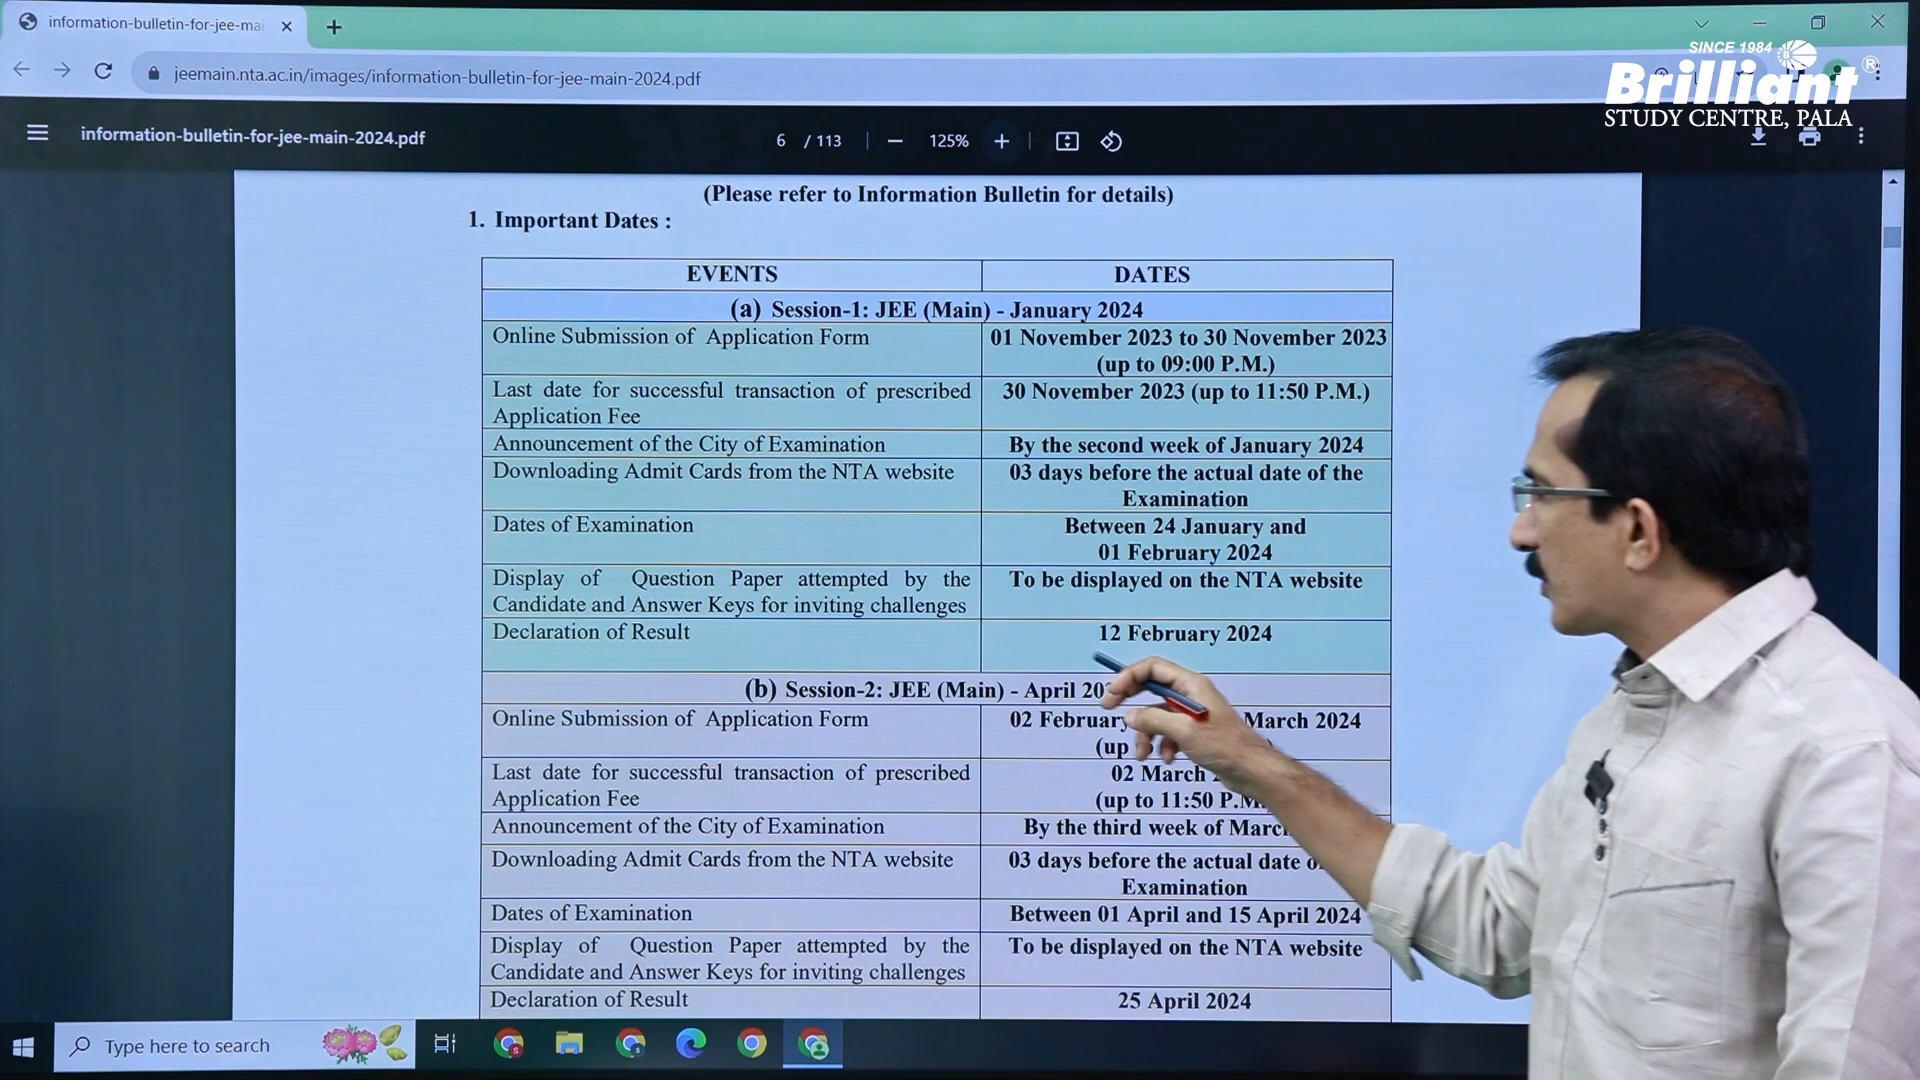 information-bulletin-for-jee-ma
jeemain.nta.ac.in/images/information-bulletin-for-jee-main-2024.pdf
SINCE 1984
Brilliant®
STUDY CENTRE, PALA
information-bulletin-for-jee-main-2024.pdf
6 / 113
125%
(Please refer to Information Bulletin for details)
1. Important Dates :
EVENTS DATES
(a) Session-1: JEE (Main) - January 2024
Online Submission of Application Form 01 November 2023 to 30 November 2023
(up to 09:00 P.M.)
Last date for successful transaction of prescribed 30 November 2023 (up to 11:50 P.M.)
Application Fee
Announcement of the City of Examination By the second week of January 2024
Downloading Admit Cards from the NTA website 03 days before the actual date of the
Examination
Dates of Examination Between 24 January and
01 February 2024
Display of Question Paper attempted by the To be displayed on the NTA website
Candidate and Answer Keys for inviting challenges
Declaration of Result 12 February 2024
(b) Session-2: JEE (Main) - April 20
Online Submission of Application Form 02 February March 2024
(up
Last date for successful transaction of prescribed 02 March
Application Fee (up to 11:50 P.M.
Announcement of the City of Examination By the third week of Marc
Downloading Admit Cards from the NTA website 03 days before the actual date
Examination
Dates of Examination Between 01 April and 15 April 2024
Display of Question Paper attempted by the To be displayed on the NTA website
Candidate and Answer Keys for inviting challenges
Declaration of Result 25 April 2024
Type here to search